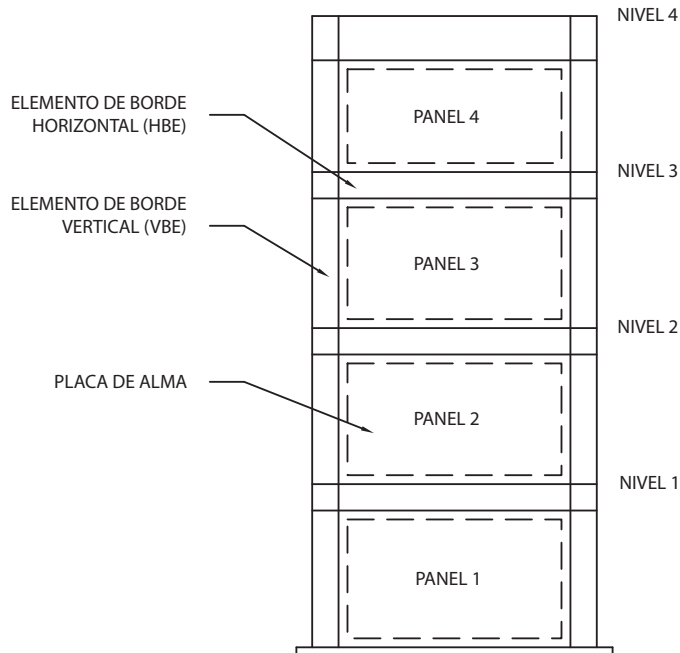 NIVEL 4
ELEMENTO DE BORDE
HORIZONTAL (HBE)
PANEL 4
NIVEL 3
ELEMENTO DE BORDE
VERTICAL (VBE)
PANEL 3
NIVEL 2
PLACA DE ALMA
PANEL 2
NIVEL 1
PANEL 1